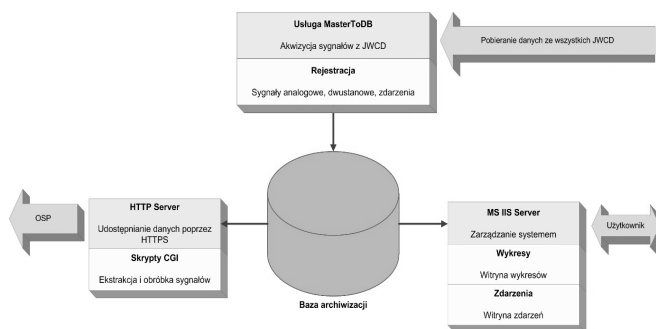 Usługa MasterToDB
Akwizycja sygnałów z JWCD
Rejestracja
Sygnały analogowe, dwustanowe, zdarzenia
Pobieranie danych ze wszystkich JWCD
OSP
HTTP Server
Udostępnianie danych poprzez
HTTPS
Skrypty CGI
Ekstrakcja i obróbka sygnałów
Baza archiwizacji
MS IIS Server
Zarządzanie systemem
Wykresy
Witryna wykresów
Zdarzenia
Witryna zdarzeń
Użytkownik